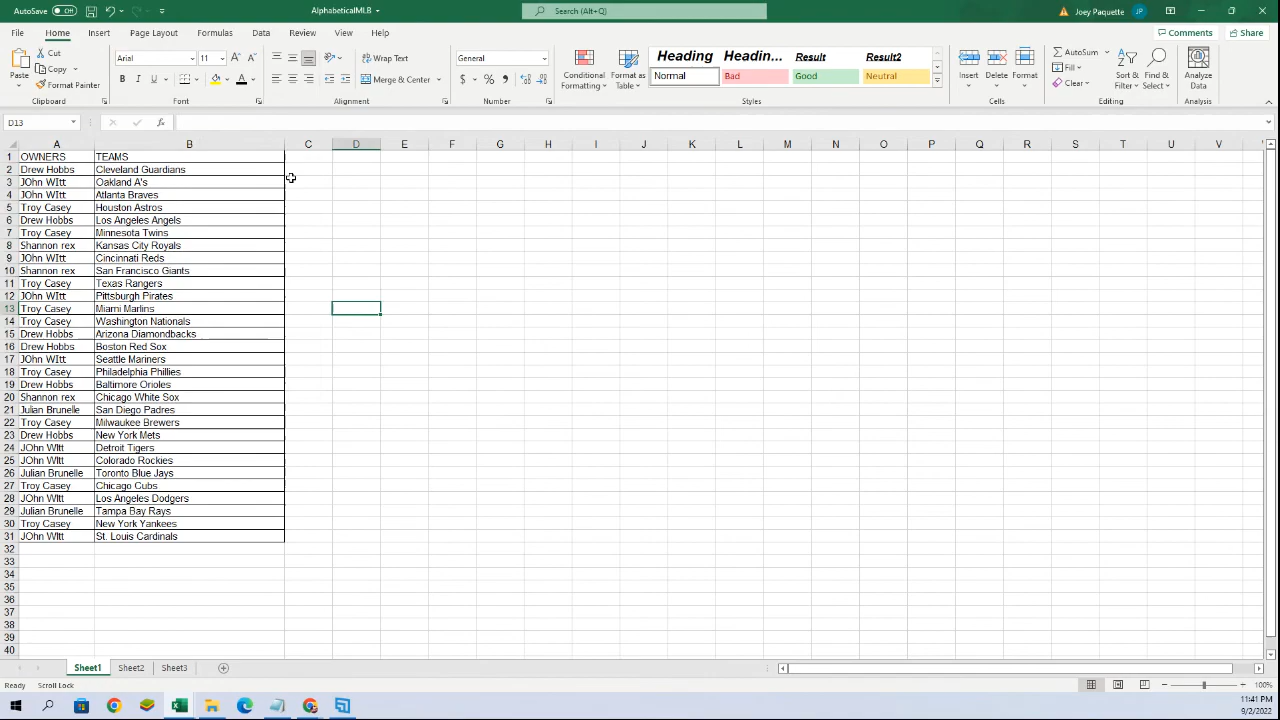 AutoSave Off AlphabeticalMLB Search (Alt+Q) Joey Paquette JP
File Home Insert Page Layout Formulas Data Review View Help Comments Share
Paste Cut Copy Format Painter Clipboard
Arial 11 B I U Font
Merge & Center Alignment
General $ % Number
Conditional Formatting Format as Table
Heading Headin... Result Result2
Normal Bad Good Neutral
Styles
Insert Delete Format Cells
AutoSum Fill Clear Sort & Filter Find & Select Editing
Analyze Data Analysis
D13 fx
A B C D E F G H I J K L M N O P Q R S T U V
1 OWNERS TEAMS
2 Drew Hobbs Cleveland Guardians
3 JOhn WItt Oakland A's
4 JOhn WItt Atlanta Braves
5 Troy Casey Houston Astros
6 Drew Hobbs Los Angeles Angels
7 Troy Casey Minnesota Twins
8 Shannon rex Kansas City Royals
9 JOhn WItt Cincinnati Reds
10 Shannon rex San Francisco Giants
11 Troy Casey Texas Rangers
12 JOhn WItt Pittsburgh Pirates
13 Troy Casey Miami Marlins
14 Troy Casey Washington Nationals
15 Drew Hobbs Arizona Diamondbacks
16 Drew Hobbs Boston Red Sox
17 JOhn WItt Seattle Mariners
18 Troy Casey Philadelphia Phillies
19 Drew Hobbs Baltimore Orioles
20 Shannon rex Chicago White Sox
21 Julian Brunelle San Diego Padres
22 Troy Casey Milwaukee Brewers
23 Drew Hobbs New York Mets
24 JOhn WItt Detroit Tigers
25 JOhn WItt Colorado Rockies
26 Julian Brunelle Toronto Blue Jays
27 Troy Casey Chicago Cubs
28 JOhn WItt Los Angeles Dodgers
29 Julian Brunelle Tampa Bay Rays
30 Troy Casey New York Yankees
31 JOhn WItt St. Louis Cardinals
32
33
34
35
36
37
38
39
40
Sheet1 Sheet2 Sheet3
Ready Scroll Lock 100%
11:41 PM
9/2/2022